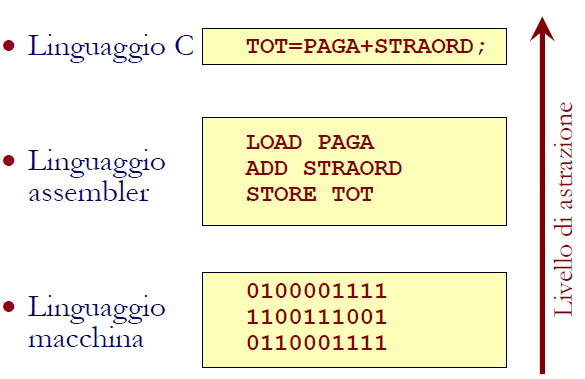 Linguaggio C
TOT=PAGA+STRAORD;
Linguaggio
assembler
LOAD PAGA
ADD STRAORD
STORE TOT
Linguaggio
macchina
0100001111
1100111001
0110001111
Livello di astrazione